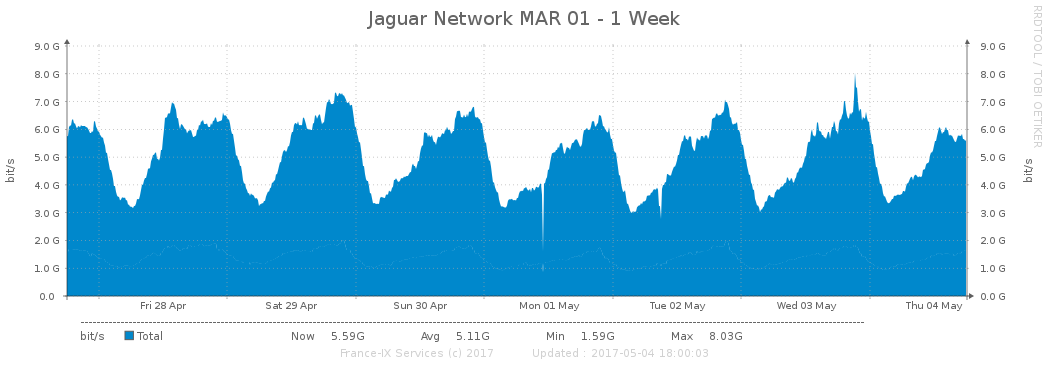 Jaguar Network MAR 01 - 1 Week
RRDTOOL / TOBI OETIKER
bit/s
bit/s
9.0 G 9.0 G
8.0 G 8.0 G
7.0 G 7.0 G
6.0 G 6.0 G
5.0 G 5.0 G
4.0 G 4.0 G
3.0 G 3.0 G
2.0 G 2.0 G
1.0 G 1.0 G
0.0 0.0 G
Fri 28 Apr Sat 29 Apr Sun 30 Apr Mon 01 May Tue 02 May Wed 03 May Thu 04 May
bit/s Total Now 5.59G Avg 5.11G Min 1.59G Max 8.03G
France-IX Services (c) 2017 Updated : 2017-05-04 18:00:03